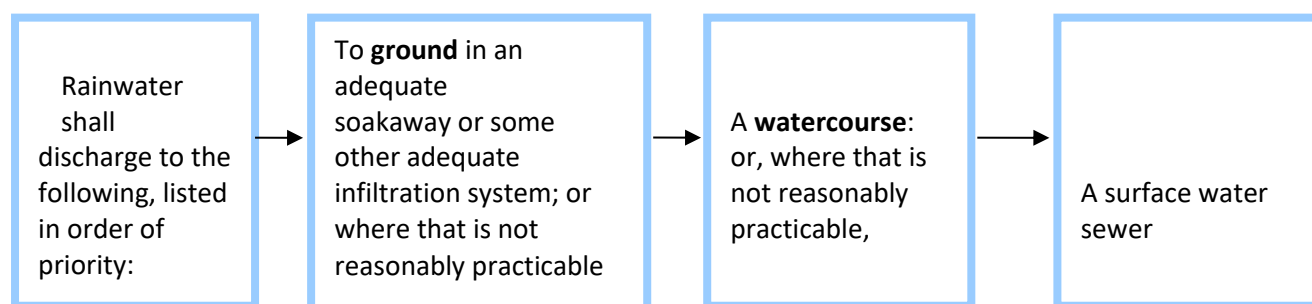 Rainwater
shall
discharge to the
following, listed
in order of
priority:
To ground in an
adequate
soakaway or some
other adequate
infiltration system; or
where that is not
reasonably practicable
A watercourse:
or, where that is
not reasonably
practicable,
A surface water
sewer